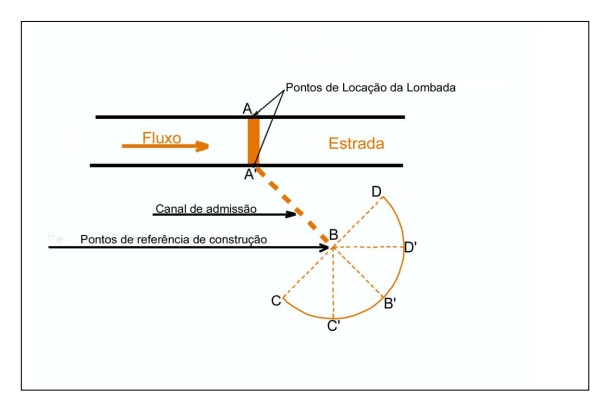 Pontos de Locação da Lombada
A
Fluxo
Estrada
A'
D
Canal de admissão
B
Pontos de referência de construção
D'
C
B'
C'